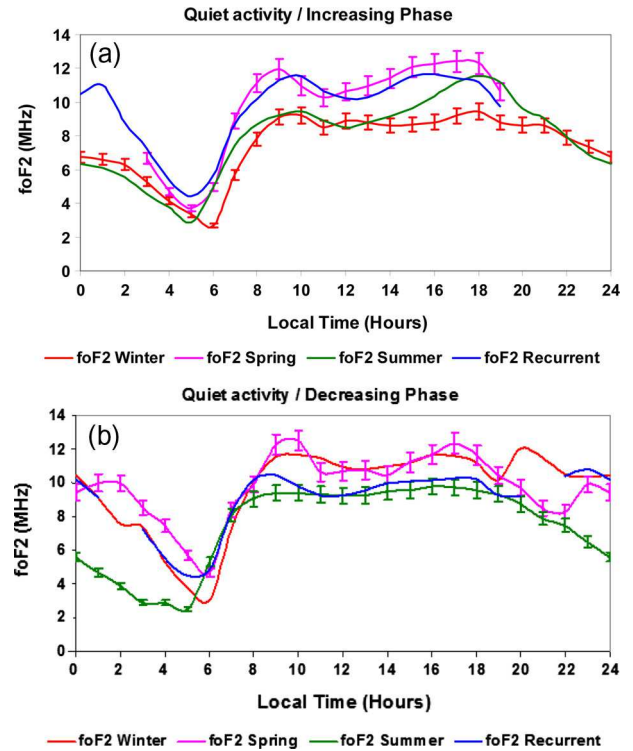 Quiet activity / Increasing Phase
(a)
14
12
10
8
6
4
2
0
foF2 (MHz)
0 2 4 6 8 10 12 14 16 18 20 22 24
Local Time (Hours)
foF2 Winter foF2 Spring foF2 Summer foF2 Recurrent
Quiet activity / Decreasing Phase
(b)
14
12
10
8
6
4
2
0
foF2 (MHz)
0 2 4 6 8 10 12 14 16 18 20 22 24
Local Time (Hours)
foF2 Winter foF2 Spring foF2 Summer foF2 Recurrent